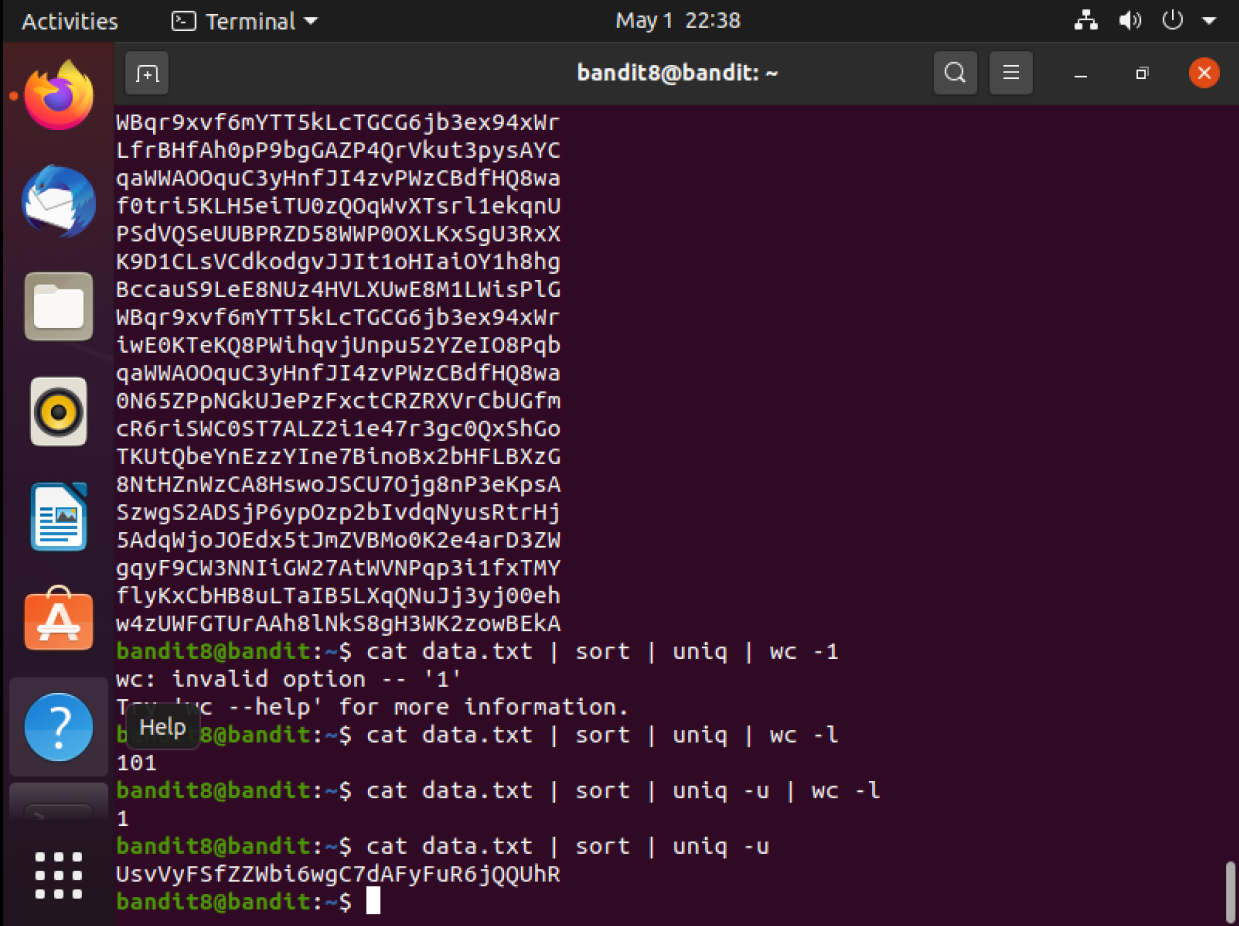 Activities
Terminal
May 1 22:38
bandit8@bandit: ~
WBqr9xvf6mYTT5kLcTGCG6jb3ex94xWr
LfrBHfAh0pP9bgGAZP4QrVkut3pysAYC
qaWWAOOquC3yHnfJI4zvPWzCBdfHQ8wa
f0tri5KLH5eiTU0zQOqWvXTsrl1ekqnU
PSdVQSeUUBPRZD58WWP0OXLKxSgU3RxX
K9D1CLsVCdkodgvJJIt1oHIaiOY1h8hg
BccauS9LeE8NUz4HVLXUwE8M1LWisPlG
WBqr9xvf6mYTT5kLcTGCG6jb3ex94xWr
iwE0KTeKQ8PWihqvjUnpu52YZeIO8Pqb
qaWWAOOquC3yHnfJI4zvPWzCBdfHQ8wa
0N65ZPpNGkUJePzFxctCRZRXVrCbUGfm
cR6riSWC0ST7ALZ2i1e47r3gc0QxShGo
TKUtQbeYnEzzYIne7BinoBx2bHFLBXzG
8NtHZnWzCA8HswoJSCU7Ojg8nP3eKpsA
SzwgS2ADSjP6ypOzp2bIvdqNyusRtrHj
5AdqWjoJOEdx5tJmZVBMo0K2e4arD3ZW
gqyF9CW3NNIiGW27AtWVNPqp3i1fxTMY
flyKxCbHB8uLTaIB5LXqQNuJj3yj00eh
w4zUWFGTUrAAh8lNkS8gH3WK2zowBEkA
bandit8@bandit:~$ cat data.txt | sort | uniq | wc -1
wc: invalid option -- '1'
Try 'wc --help' for more information.
Help
bandit8@bandit:~$ cat data.txt | sort | uniq | wc -l
101
bandit8@bandit:~$ cat data.txt | sort | uniq -u | wc -l
1
bandit8@bandit:~$ cat data.txt | sort | uniq -u
UsvVyFSfZZWbi6wgC7dAFyFuR6jQQUhR
bandit8@bandit:~$